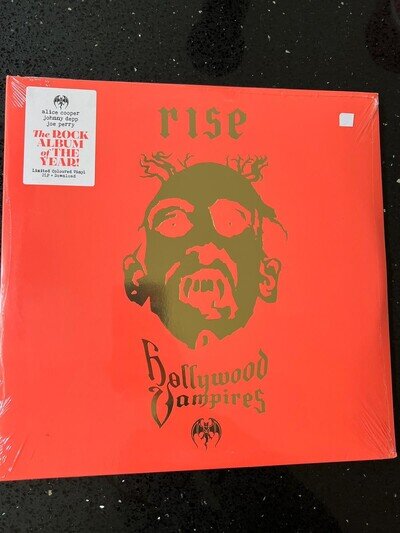 alice cooper
johnny depp
joe perry
The ROCK
ALBUM
of THE
YEAR!
Limited Coloured Vinyl
2LP + Download
rise
Hollywood
Vampires